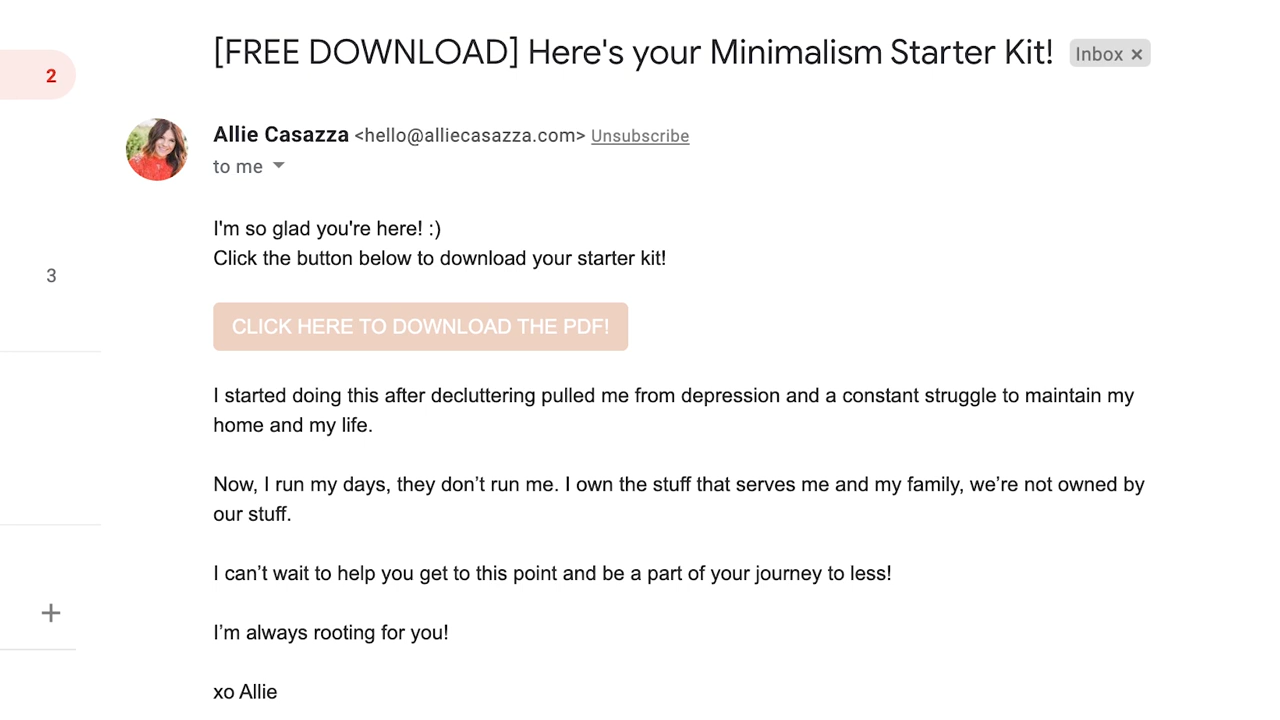 [FREE DOWNLOAD] Here's your Minimalism Starter Kit! Inbox ×
2
Allie Casazza <hello@alliecasazza.com> Unsubscribe
to me
I'm so glad you're here! :)
Click the button below to download your starter kit!
3
CLICK HERE TO DOWNLOAD THE PDF!
I started doing this after decluttering pulled me from depression and a constant struggle to maintain my
home and my life.
Now, I run my days, they don’t run me. I own the stuff that serves me and my family, we’re not owned by
our stuff.
I can’t wait to help you get to this point and be a part of your journey to less!
I’m always rooting for you!
xo Allie